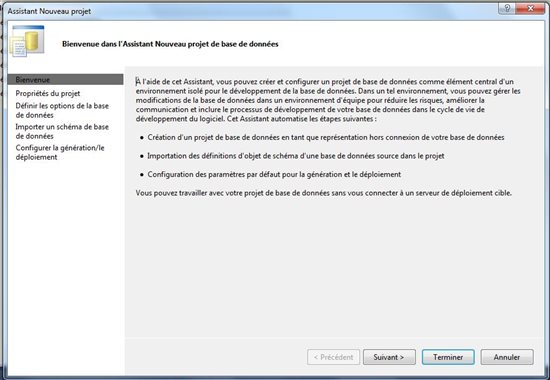 Assistant Nouveau projet
Bienvenue dans l'Assistant Nouveau projet de base de données
Bienvenue
Propriétés du projet
Définir les options de la base
de données
Importer un schéma de base
de données
Configurer la génération/le
déploiement
À l'aide de cet Assistant, vous pouvez créer et configurer un projet de base de données comme élément central d'un
environnement isolé pour le développement de la base de données. Dans un tel environnement, vous pouvez gérer les
modifications de la base de données dans un environnement d'équipe pour réduire les risques, améliorer la
communication et inclure le processus de développement de votre base de données dans le cycle de vie de
développement du logiciel. Cet Assistant automatise les étapes suivantes :
• Création d'un projet de base de données en tant que représentation hors connexion de votre base de données
• Importation des définitions d'objet de schéma d'une base de données source dans le projet
• Configuration des paramètres par défaut pour la génération et le déploiement
Vous pouvez travailler avec votre projet de base de données sans vous connecter à un serveur de déploiement cible.
< Précédent
Suivant >
Terminer
Annuler